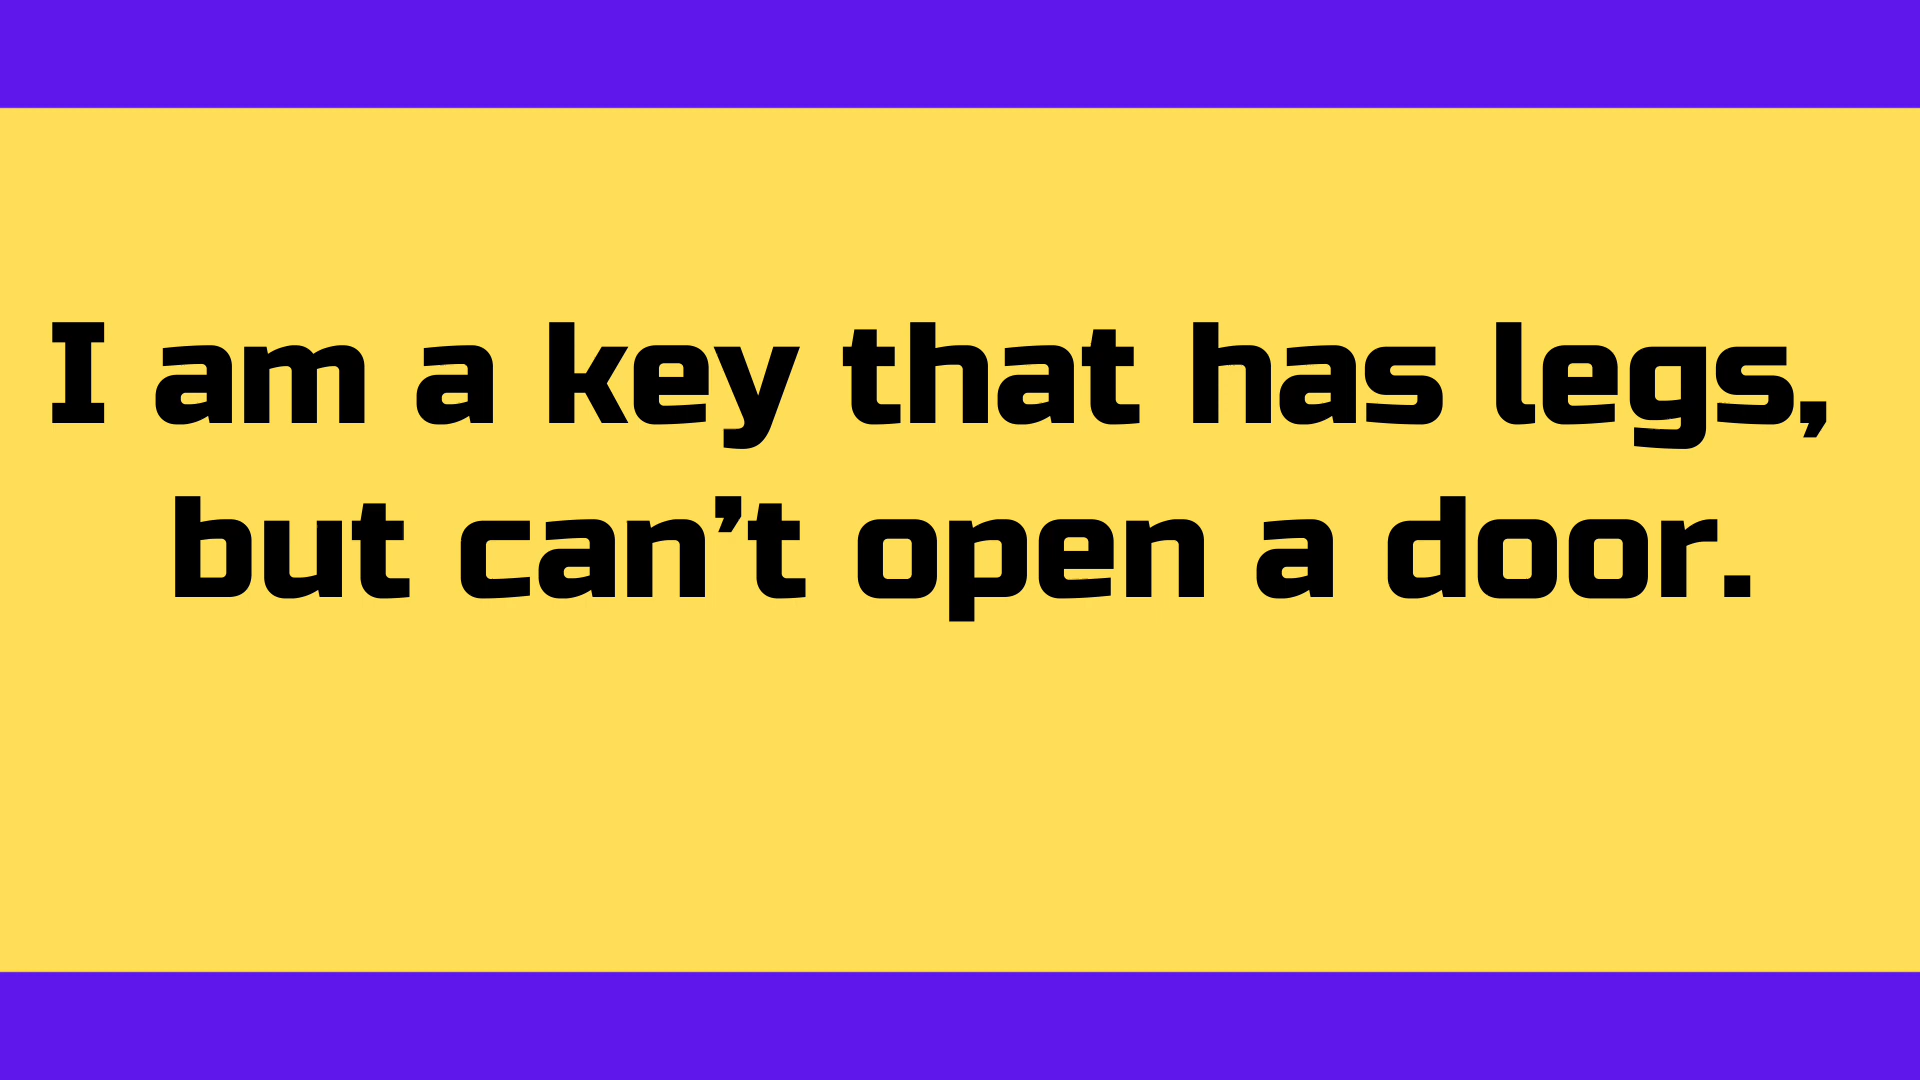 I am a key that has legs,
but can’t open a door.